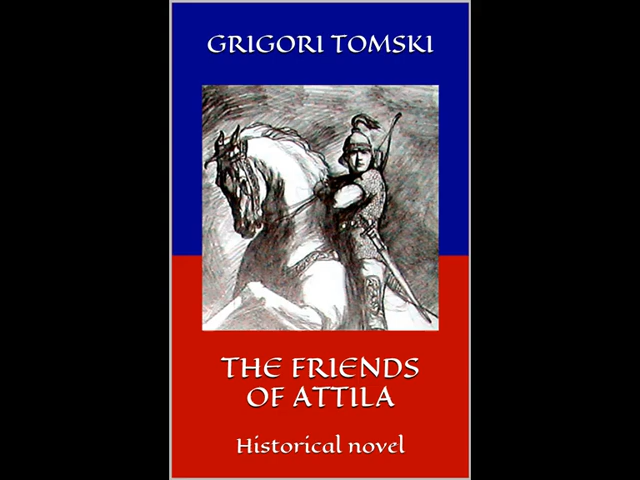 GRIGORI TOMSKI
THE FRIENDS
OF ATTILA
Historical novel